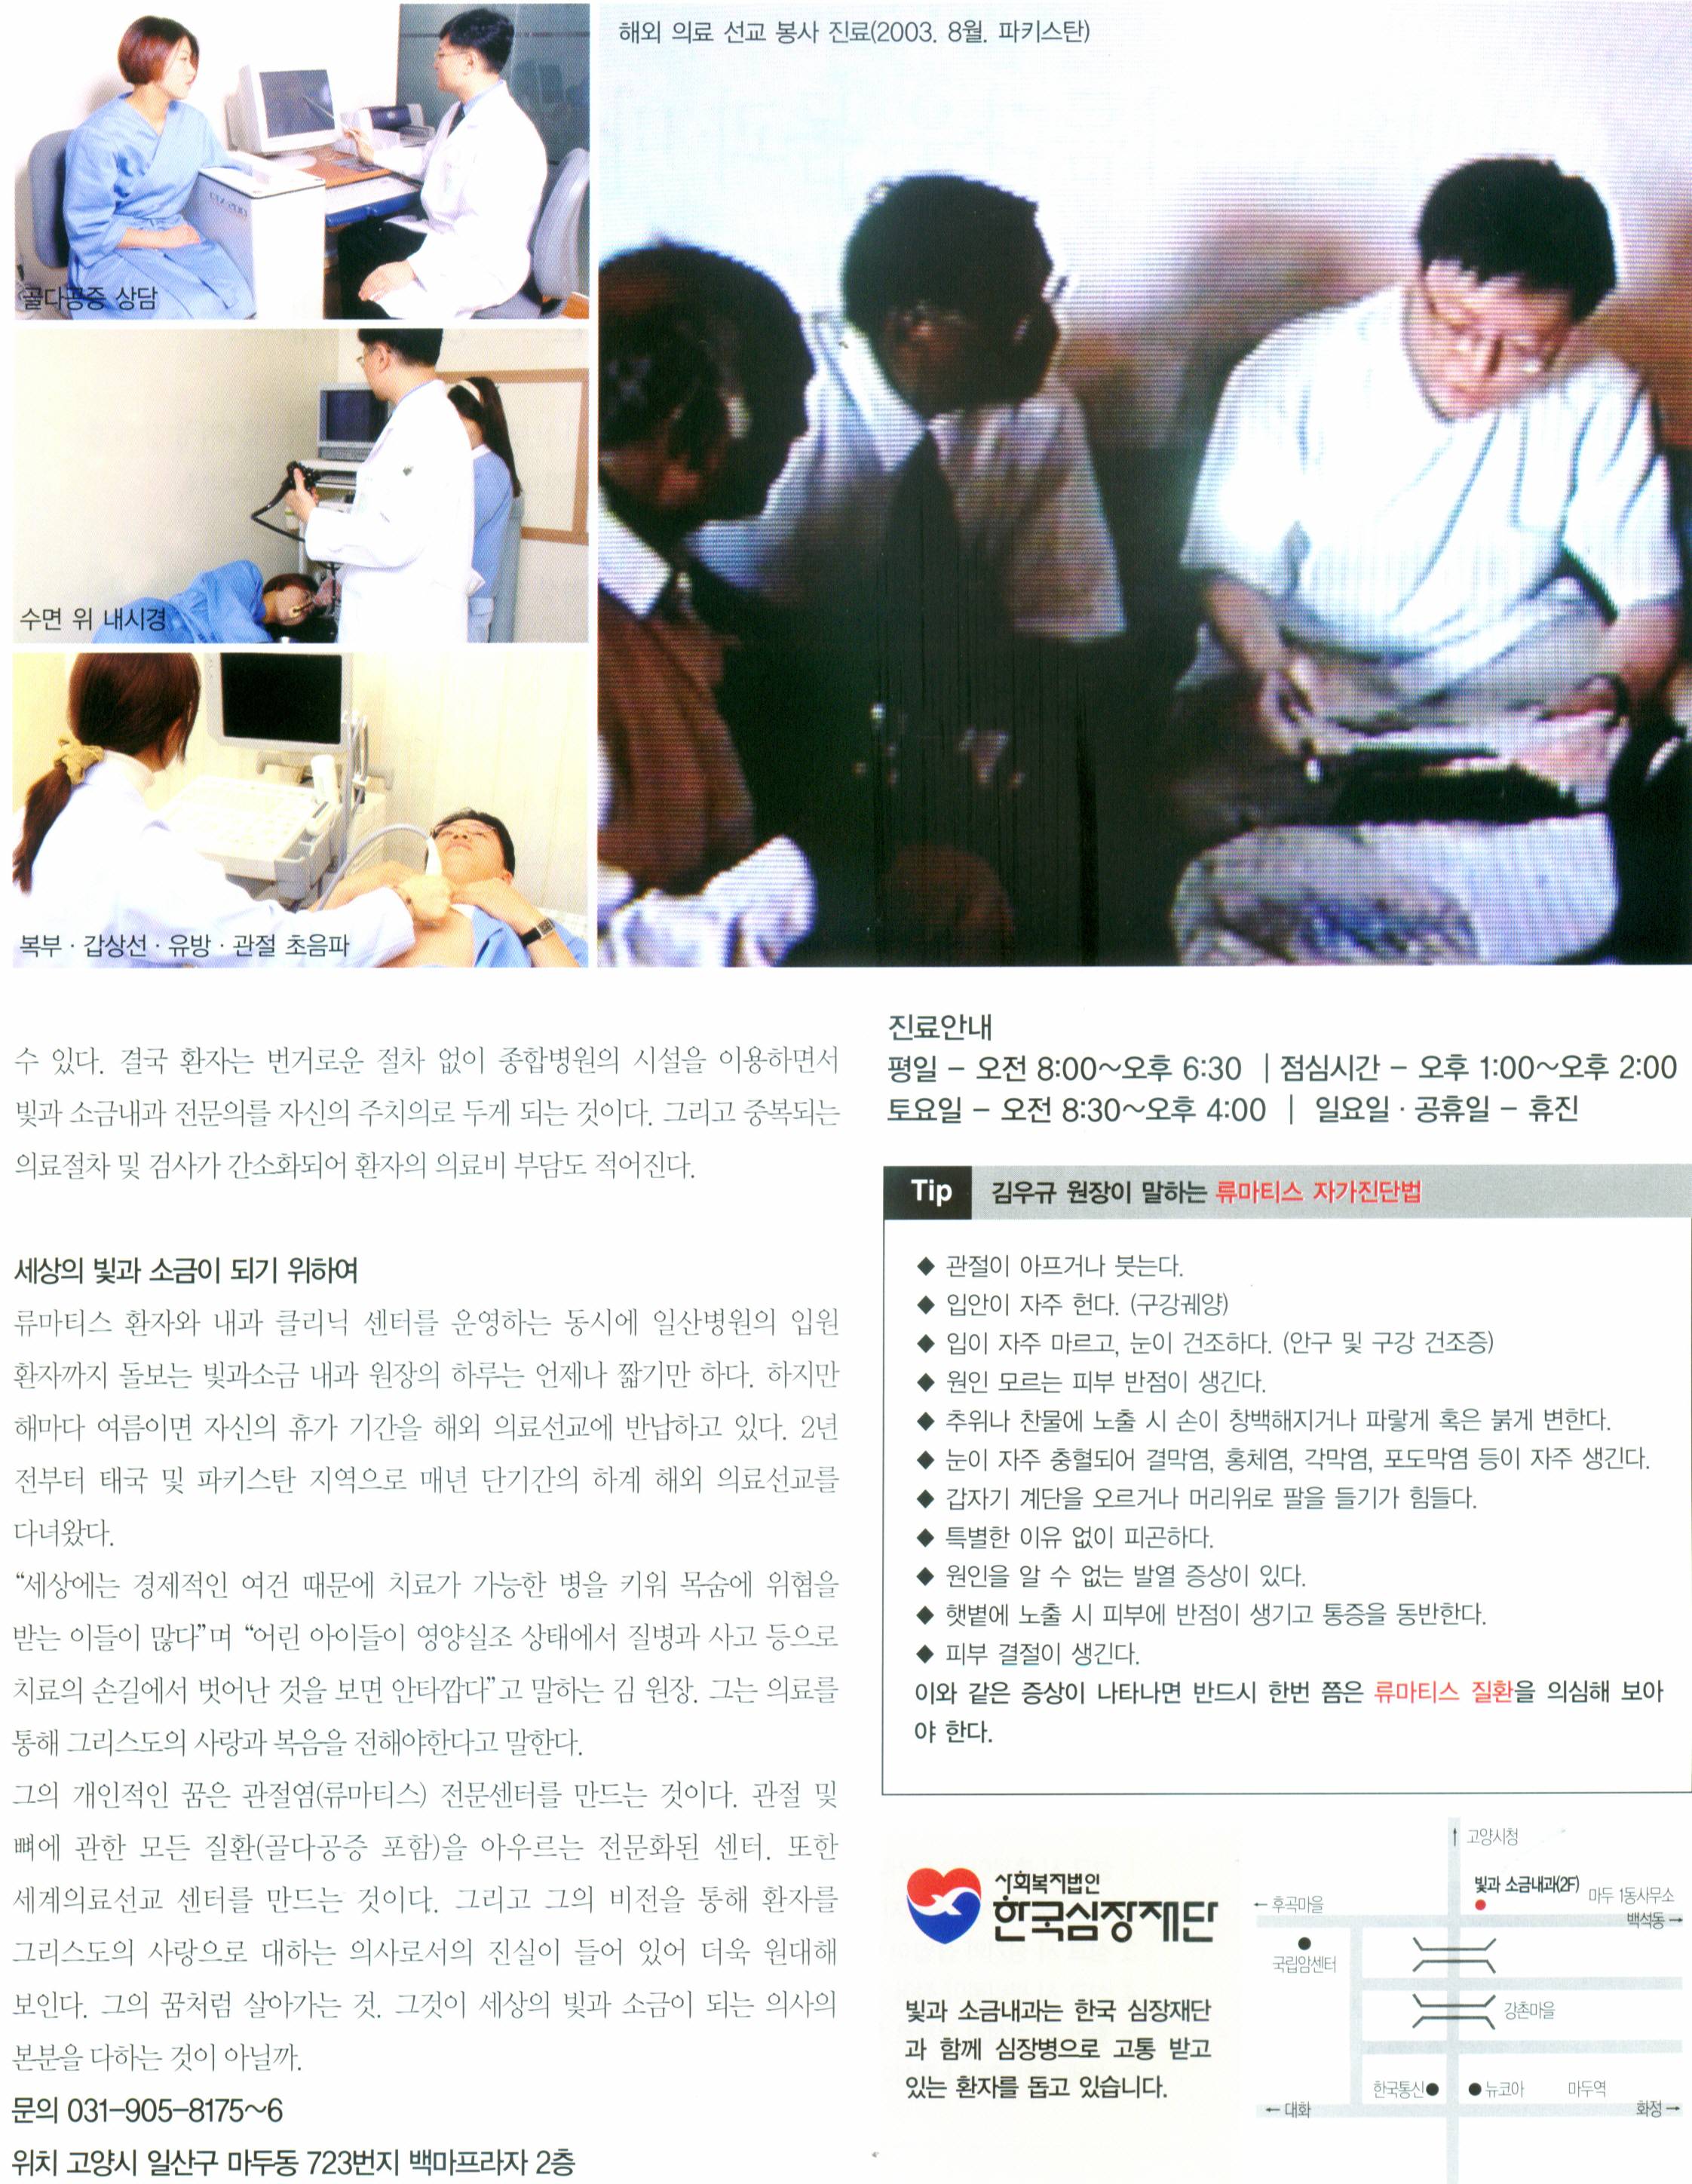 해외 의료 선교 봉사 진료(2003. 8월. 파키스탄)
골다공증 상담
수면 위 내시경
복부 · 갑상선 · 유방 · 관절 초음파
수 있다. 결국 환자는 번거로운 절차 없이 종합병원의 시설을 이용하면서
빛과 소금내과 전문의를 자신의 주치의로 두게 되는 것이다. 그리고 중복되는
의료절차 및 검사가 간소화되어 환자의 의료비 부담도 적어진다.
세상의 빛과 소금이 되기 위하여
류마티스 환자와 내과 클리닉 센터를 운영하는 동시에 일산병원의 입원
환자까지 돌보는 빛과소금 내과 원장의 하루는 언제나 짧기만 하다. 하지만
해마다 여름이면 자신의 휴가 기간을 해외 의료선교에 반납하고 있다. 2년
전부터 태국 및 파키스탄 지역으로 매년 단기간의 하계 해외 의료선교를
다녀왔다.
“세상에는 경제적인 여건 때문에 치료가 가능한 병을 키워 목숨에 위협을
받는 이들이 많다”며 “어린 아이들이 영양실조 상태에서 질병과 사고 등으로
치료의 손길에서 벗어난 것을 보면 안타깝다”고 말하는 김 원장. 그는 의료를
통해 그리스도의 사랑과 복음을 전해야한다고 말한다.
그의 개인적인 꿈은 관절염(류마티스) 전문센터를 만드는 것이다. 관절 및
뼈에 관한 모든 질환(골다공증 포함)을 아우르는 전문화된 센터. 또한
세계의료선교 센터를 만드는 것이다. 그리고 그의 비전을 통해 환자를
그리스도의 사랑으로 대하는 의사로서의 진실이 들어 있어 더욱 원대해
보인다. 그의 꿈처럼 살아가는 것. 그것이 세상의 빛과 소금이 되는 의사의
본분을 다하는 것이 아닐까.
문의 031-905-8175~6
위치 고양시 일산구 마두동 723번지 백마프라자 2층
진료안내
평일 - 오전 8:00~오후 6:30 | 점심시간 - 오후 1:00~오후 2:00
토요일 - 오전 8:30~오후 4:00 | 일요일 · 공휴일 - 휴진
Tip 김우규 원장이 말하는 류마티스 자가진단법
◆ 관절이 아프거나 붓는다.
◆ 입안이 자주 헌다. (구강궤양)
◆ 입이 자주 마르고, 눈이 건조하다. (안구 및 구강 건조증)
◆ 원인 모르는 피부 반점이 생긴다.
◆ 추위나 찬물에 노출 시 손이 창백해지거나 파랗게 혹은 붉게 변한다.
◆ 눈이 자주 충혈되어 결막염, 홍체염, 각막염, 포도막염 등이 자주 생긴다.
◆ 갑자기 계단을 오르거나 머리위로 팔을 들기가 힘들다.
◆ 특별한 이유 없이 피곤하다.
◆ 원인을 알 수 없는 발열 증상이 있다.
◆ 햇볕에 노출 시 피부에 반점이 생기고 통증을 동반한다.
◆ 피부 결절이 생긴다.
이와 같은 증상이 나타나면 반드시 한번 쯤은 류마티스 질환을 의심해 보아
야 한다.
사회복지법인
한국심장재단
빛과 소금내과는 한국 심장재단
과 함께 심장병으로 고통 받고
있는 환자를 돕고 있습니다.
↑ 고양시청
빛과 소금내과(2F)
마두 1동사무소
← 후곡마을
백석동 →
국립암센터
강촌마을
한국통신
뉴코아
마두역
← 대화
화정 →